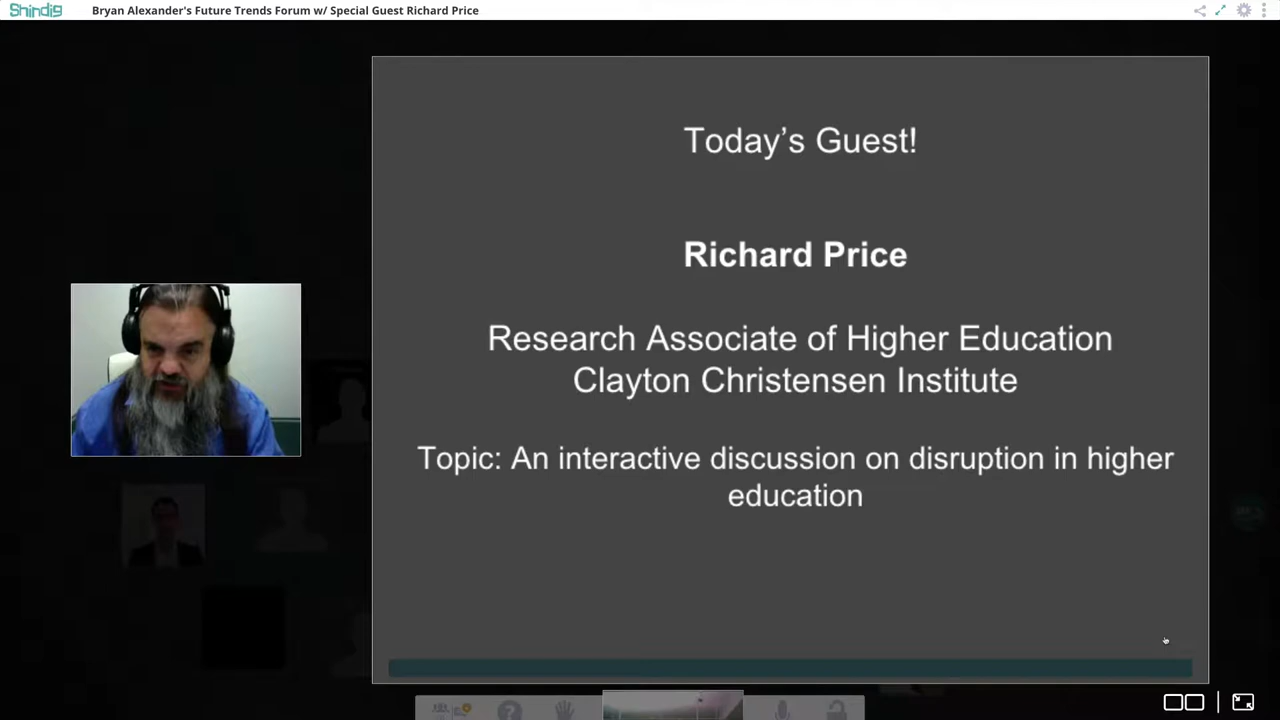 Shindig
Bryan Alexander's Future Trends Forum w/ Special Guest Richard Price
Today’s Guest!
Richard Price
Research Associate of Higher Education
Clayton Christensen Institute
Topic: An interactive discussion on disruption in higher
education